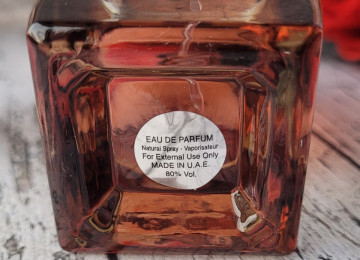 EAU DE PARFUM
Natural Spray - Vaporisateur
For External Use Only
MADE IN U.A.E.
80% Vol.